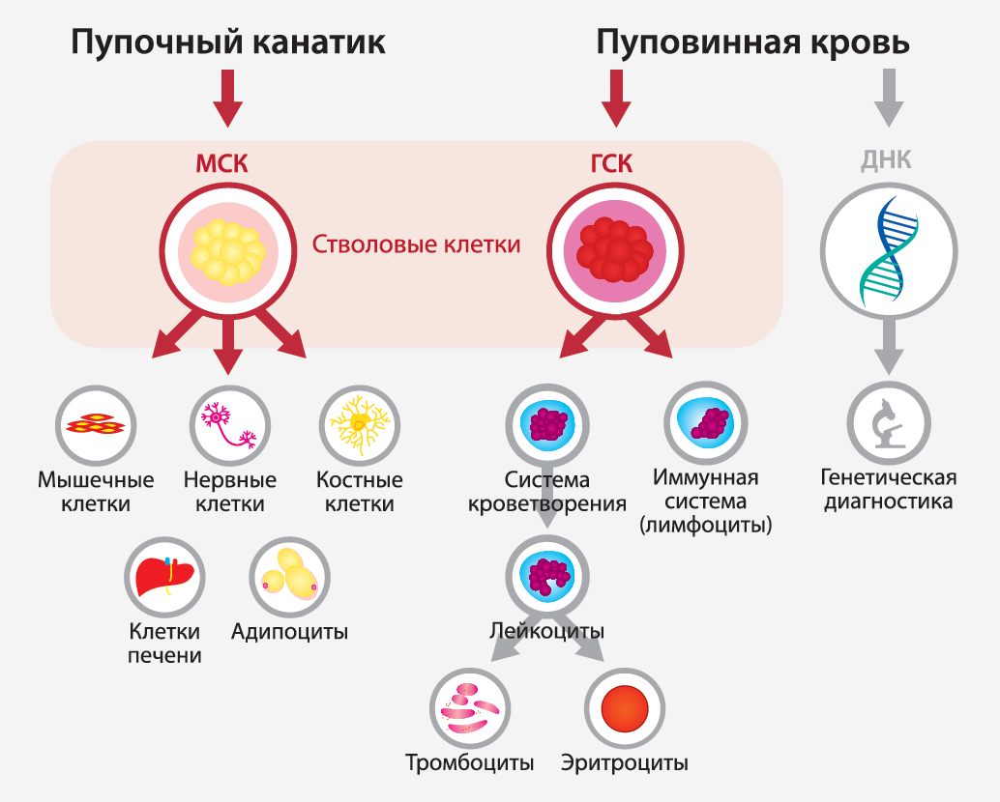 Пупочный канатик
Пуповинная кровь
МСК
ГСК
ДНК
Стволовые клетки
Мышечные
клетки
Нервные
клетки
Костные
клетки
Система
кроветворения
Иммунная
система
(лимфоциты)
Генетическая
диагностика
Клетки
печени
Адипоциты
Лейкоциты
Тромбоциты
Эритроциты